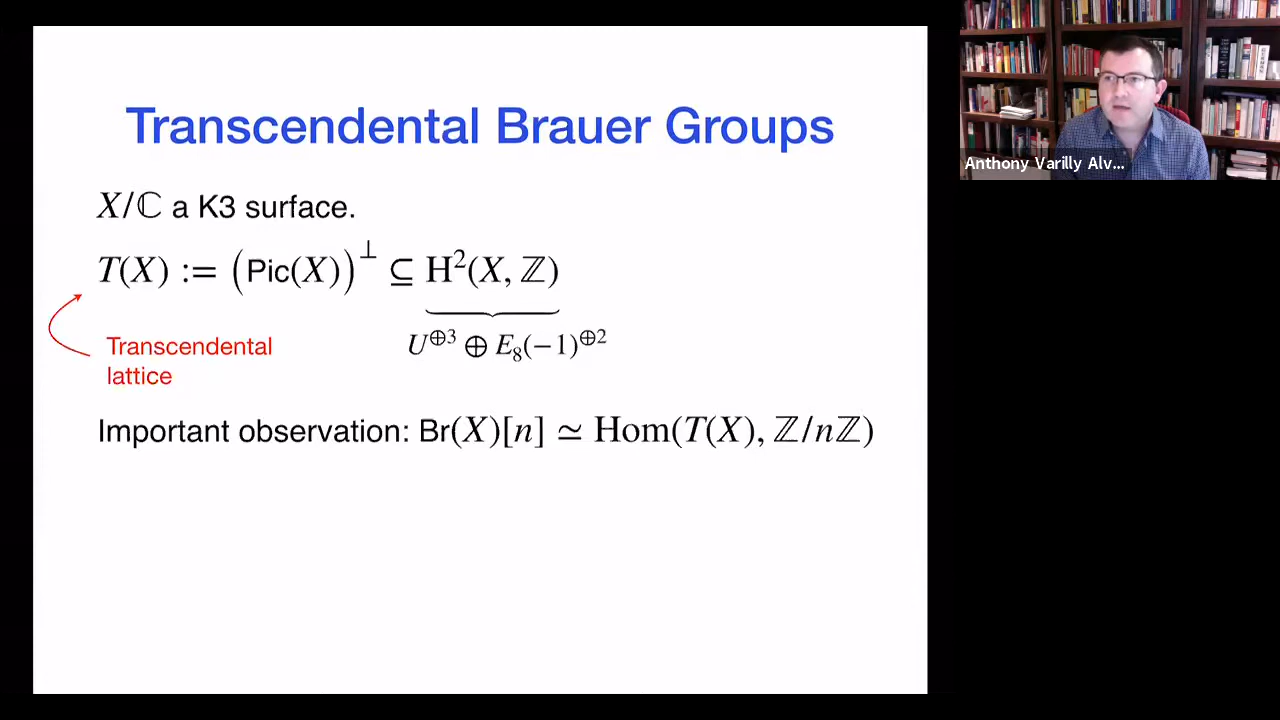 Transcendental Brauer Groups
X/ℂ a K3 surface.
T(X) := (Pic(X))^⊥ ⊆ H²(X, ℤ)
U^{⊕3} ⊕ E₈(−1)^{⊕2}
Transcendental
lattice
Important observation: Br(X)[n] ≃ Hom(T(X), ℤ/nℤ)
Anthony Varilly Alv...